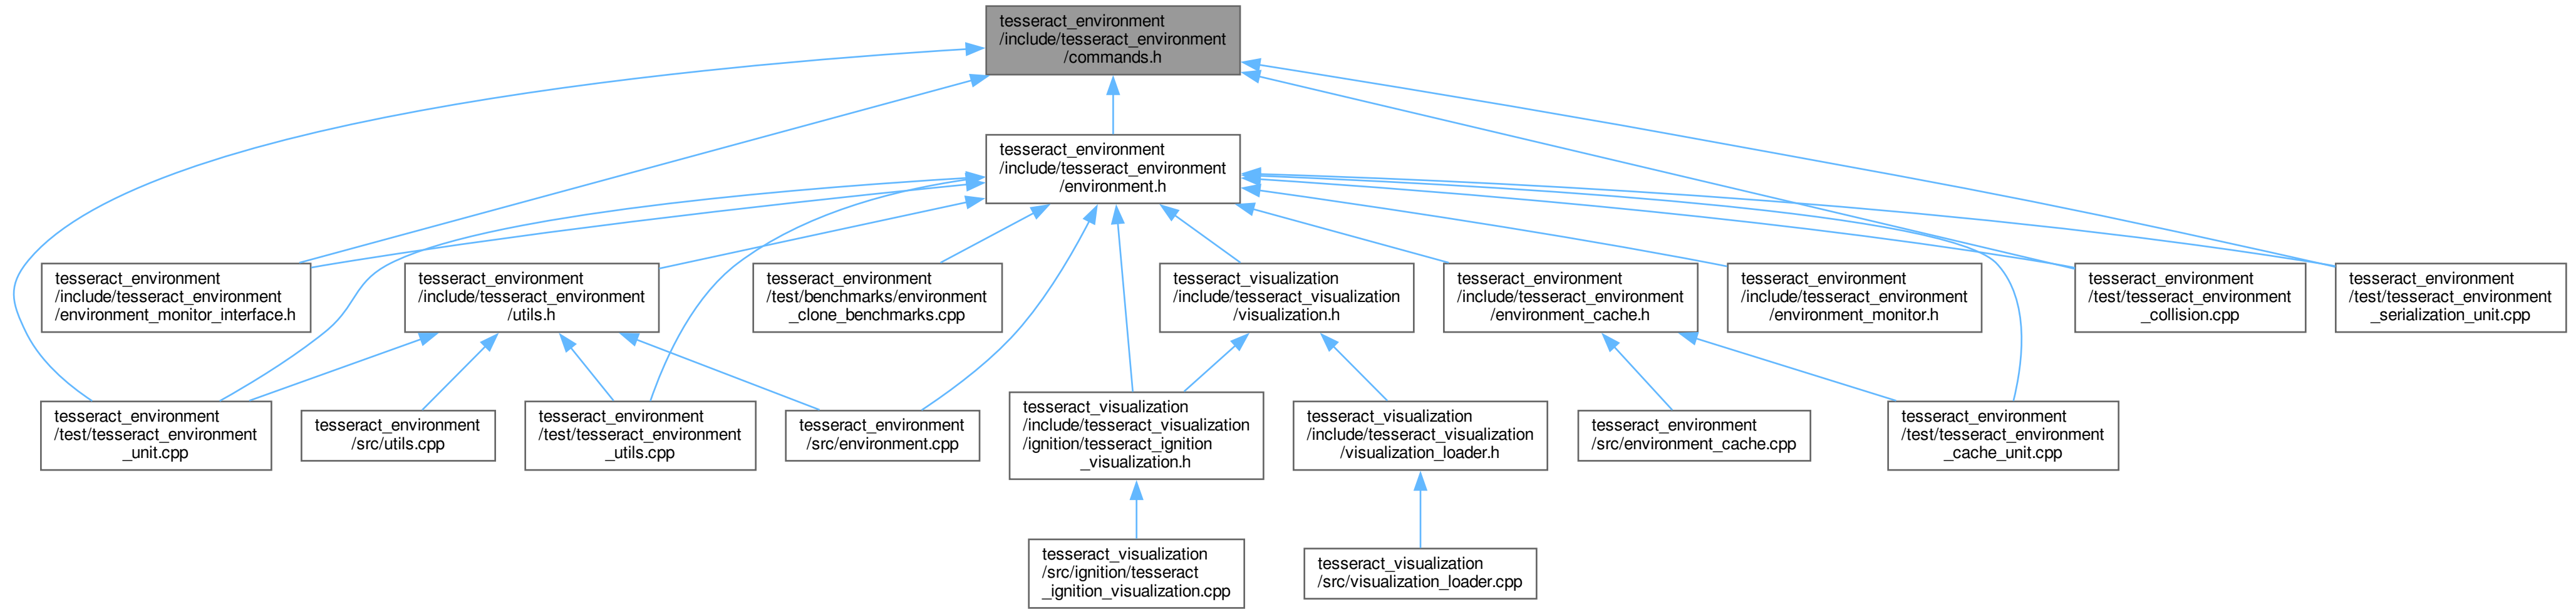 tesseract_environment
/include/tesseract_environment
/commands.h
tesseract_environment
/include/tesseract_environment
/environment.h
tesseract_environment
/include/tesseract_environment
/environment_monitor_interface.h
tesseract_environment
/include/tesseract_environment
/utils.h
tesseract_environment
/test/benchmarks/environment
_clone_benchmarks.cpp
tesseract_visualization
/include/tesseract_visualization
/visualization.h
tesseract_environment
/include/tesseract_environment
/environment_cache.h
tesseract_environment
/include/tesseract_environment
/environment_monitor.h
tesseract_environment
/test/tesseract_environment
_collision.cpp
tesseract_environment
/test/tesseract_environment
_serialization_unit.cpp
tesseract_environment
/test/tesseract_environment
_unit.cpp
tesseract_environment
/src/utils.cpp
tesseract_environment
/test/tesseract_environment
_utils.cpp
tesseract_environment
/src/environment.cpp
tesseract_visualization
/include/tesseract_visualization
/ignition/tesseract_ignition
_visualization.h
tesseract_visualization
/include/tesseract_visualization
/visualization_loader.h
tesseract_environment
/src/environment_cache.cpp
tesseract_environment
/test/tesseract_environment
_cache_unit.cpp
tesseract_visualization
/src/ignition/tesseract
_ignition_visualization.cpp
tesseract_visualization
/src/visualization_loader.cpp